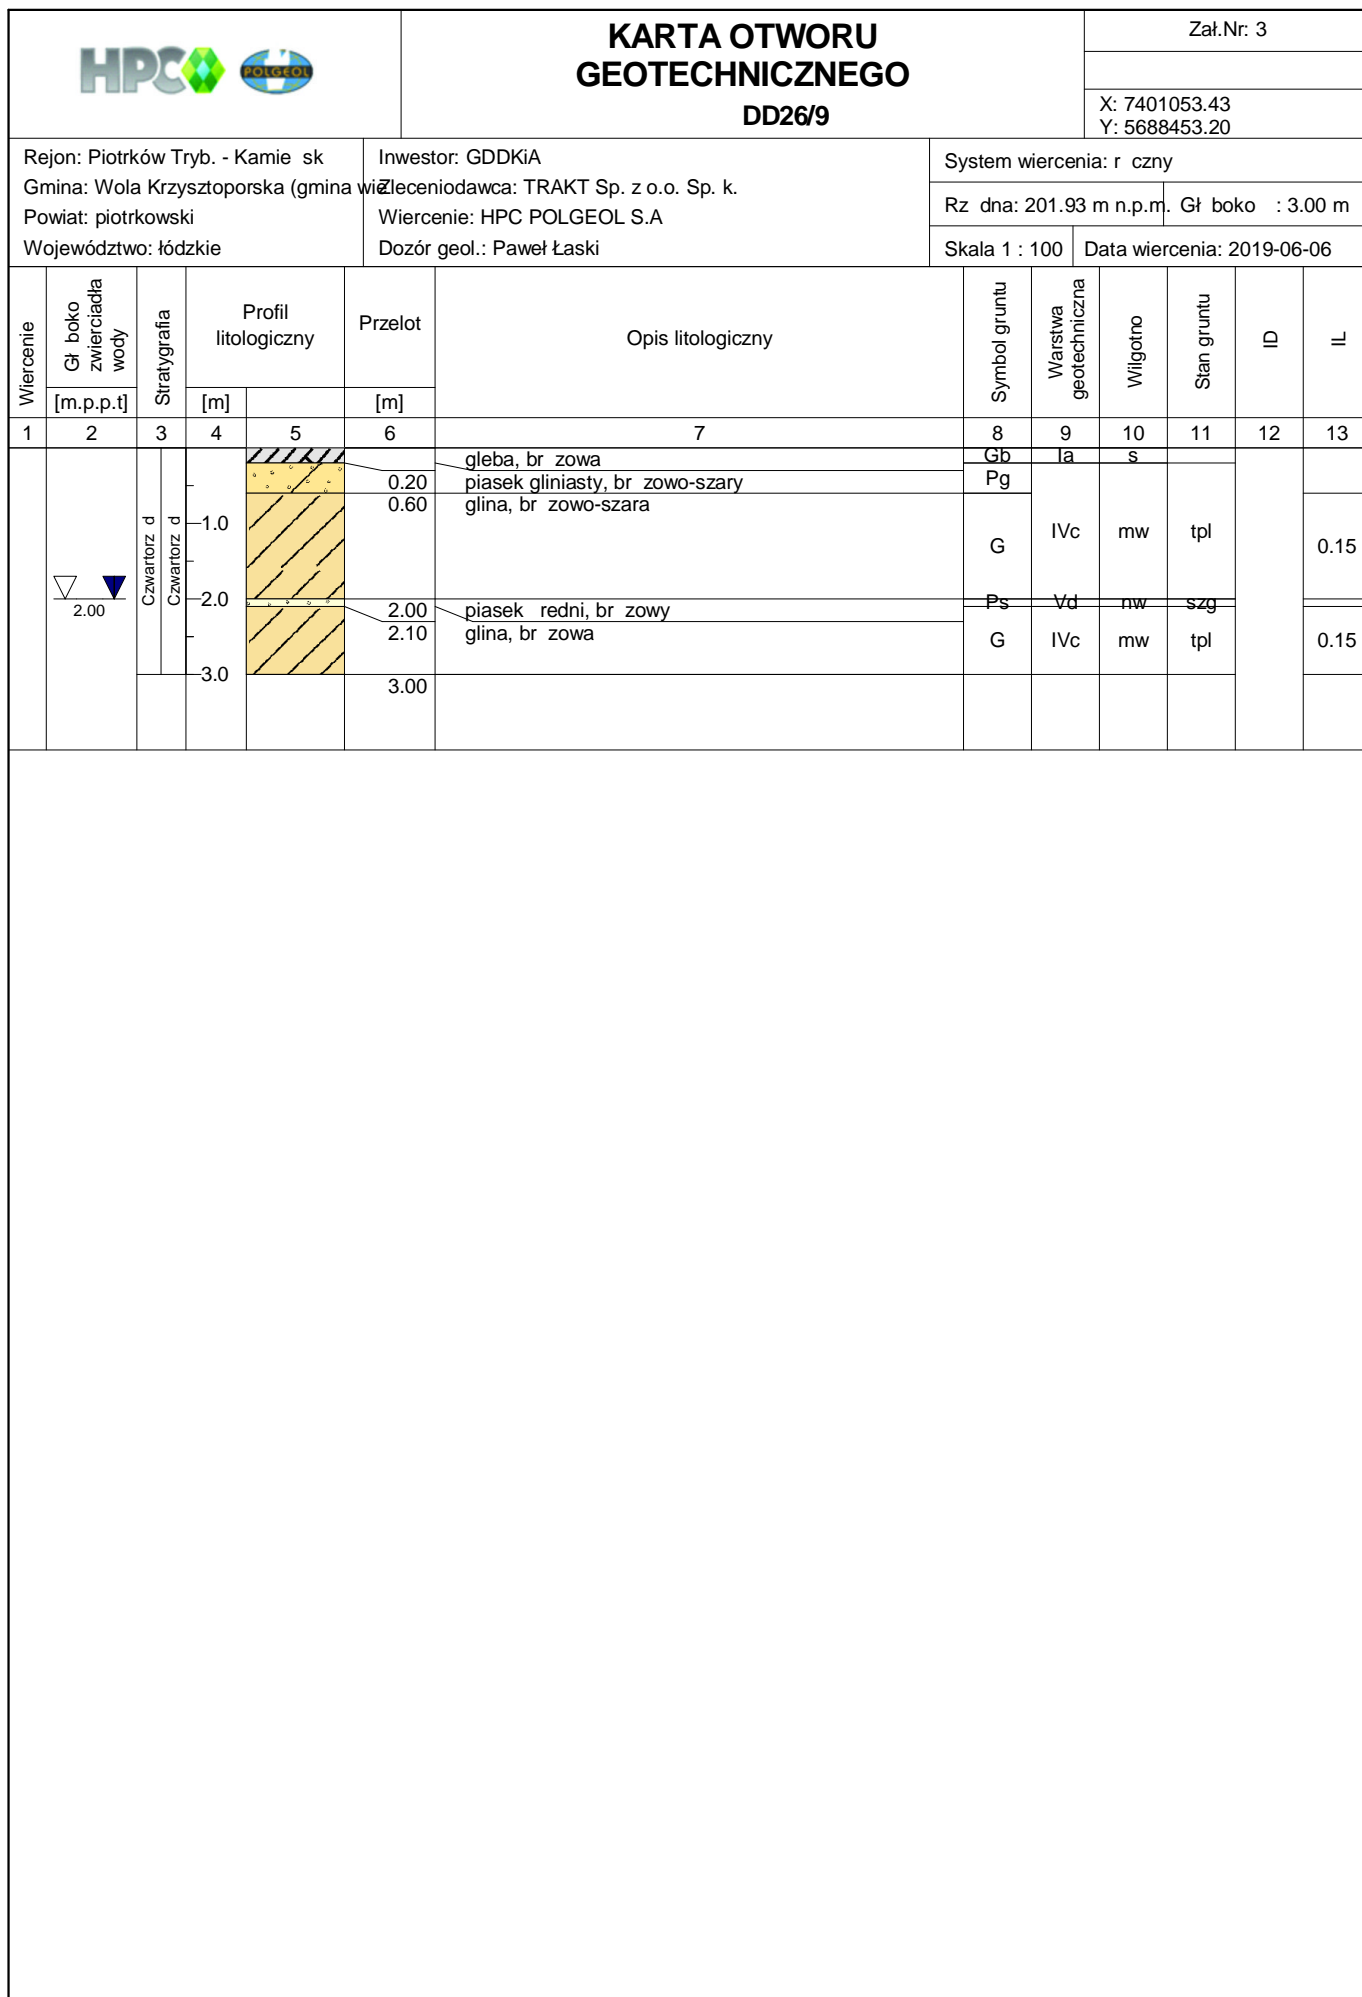 HPC POLGEOL
KARTA OTWORU
GEOTECHNICZNEGO
DD26/9
Zał.Nr: 3
X: 7401053.43
Y: 5688453.20
Rejon: Piotrków Tryb. - Kamie sk
Gmina: Wola Krzysztoporska (gmina wie
Powiat: piotrkowski
Województwo: łódzkie
Inwestor: GDDKiA
Zleceniodawca: TRAKT Sp. z o.o. Sp. k.
Wiercenie: HPC POLGEOL S.A
Dozór geol.: Paweł Łaski
System wiercenia: r czny
Rz dna: 201.93 m n.p.m. Gł boko : 3.00 m
Skala 1 : 100 Data wiercenia: 2019-06-06
Wiercenie
Gł boko
zwierciadła
wody
[m.p.p.t]
Stratygrafia
Profil
litologiczny
[m]
Przelot
[m]
Opis litologiczny
Symbol gruntu
Warstwa
geotechniczna
Wilgotno
Stan gruntu
ID
IL
1 2 3 4 5 6 7 8 9 10 11 12 13
gleba, br zowa Gb Ia s
0.20 piasek gliniasty, br zowo-szary Pg
0.60 glina, br zowo-szara
1.0
G IVc mw tpl 0.15
Czwartorz d
Czwartorz d
2.00
2.0
2.00 piasek redni, br zowy Ps Vd nw szg
2.10 glina, br zowa G IVc mw tpl 0.15
3.0
3.00